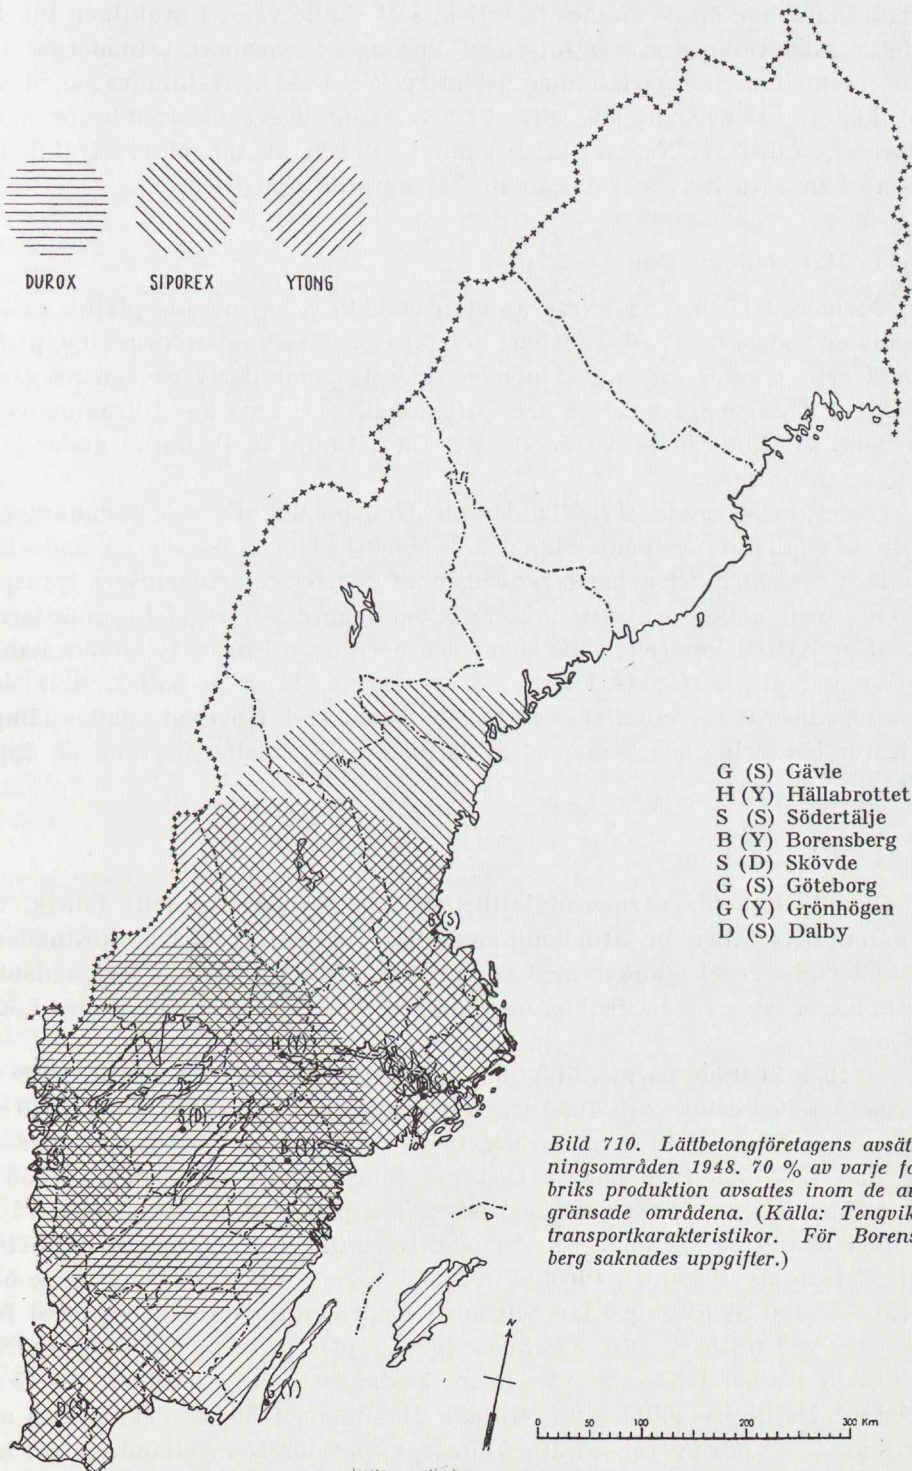 DUROX SIPOREX YTONG
G (S) Gävle
H (Y) Hällabrottet
S (S) Södertälje
B (Y) Borensberg
S (D) Skövde
G (S) Göteborg
G (Y) Grönhögen
D (S) Dalby
G(S)
H(Y)
S(D)
B(Y)
G(Y)
D(S)
Bild 710. Lättbetongföretagens avsät
ningsområden 1948. 70 % av varje fa
briks produktion avsattes inom de av
gränsade områdena. (Källa: Tengvik
transportkarakteristikor. För Borens
berg saknades uppgifter.)
N
0 50 100 200 300 Km